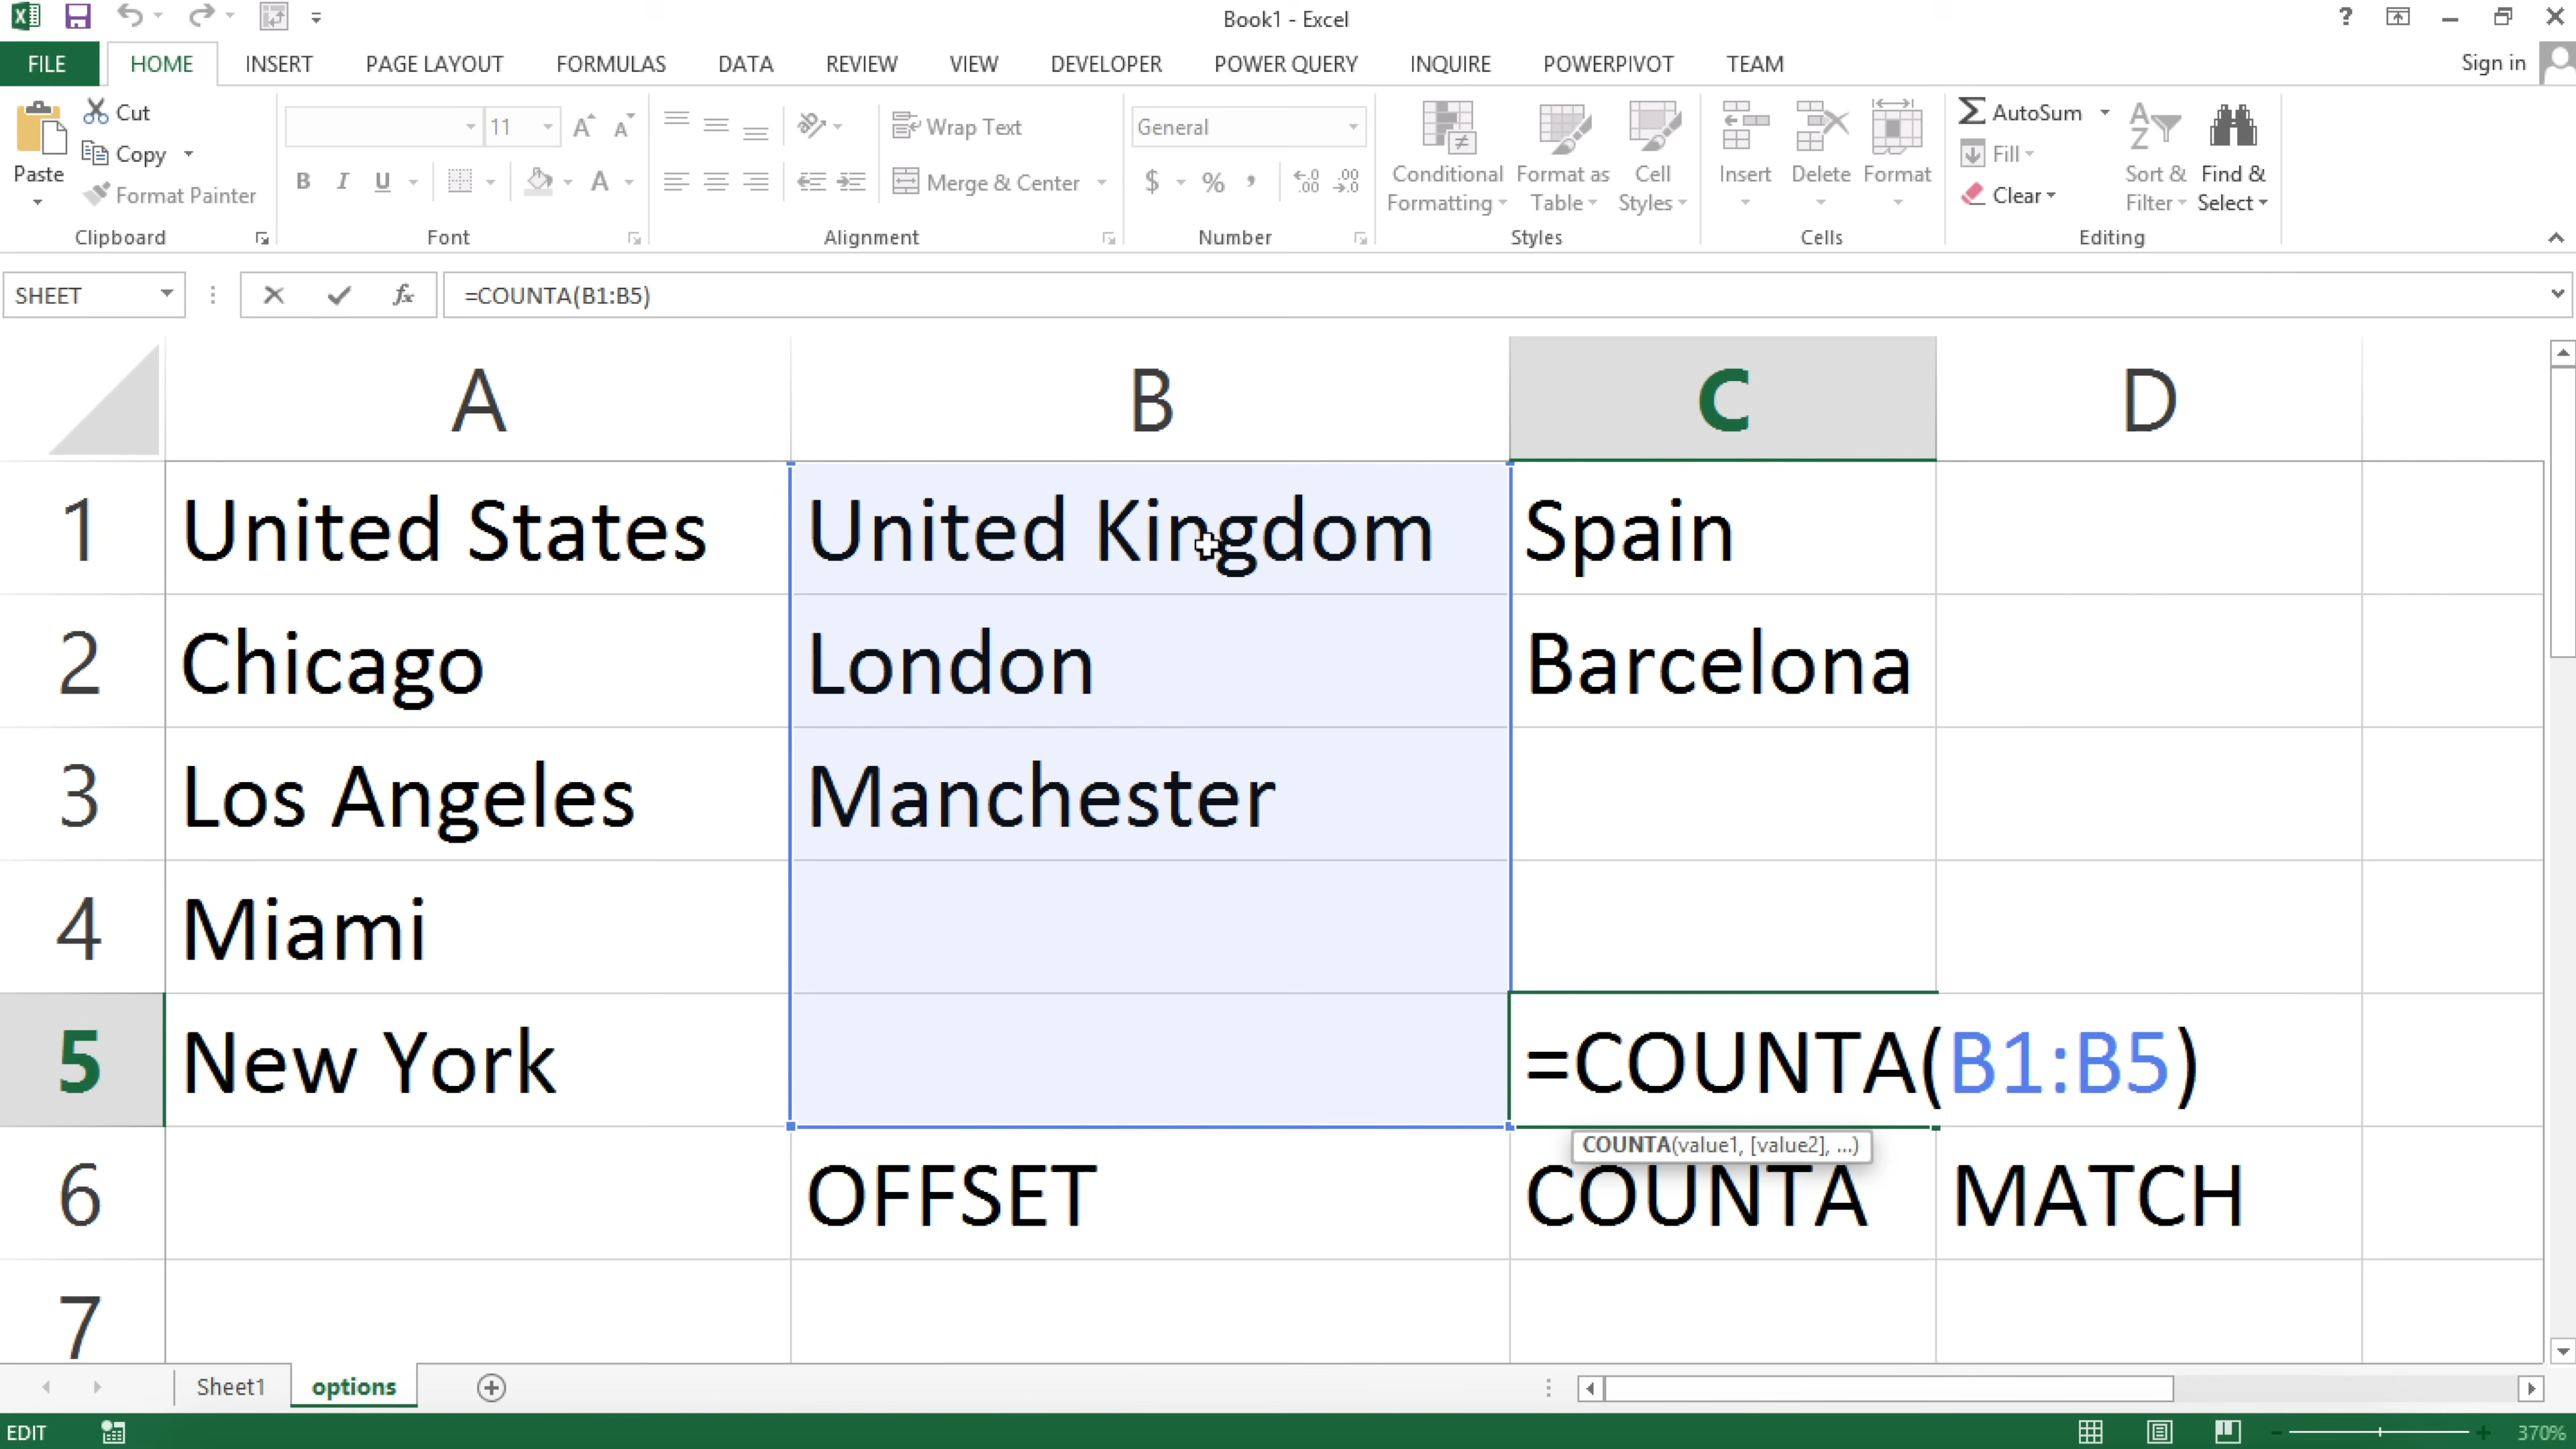 Book1 - Excel
?
FILE HOME INSERT PAGE LAYOUT FORMULAS DATA REVIEW VIEW DEVELOPER POWER QUERY INQUIRE POWERPIVOT TEAM Sign in
Paste
Cut
Copy
Format Painter
Clipboard
11
B I U
Font
Wrap Text
Merge & Center
Alignment
General
$ % ,
Number
Conditional Formatting
Format as Table
Cell Styles
Styles
Insert Delete Format
Cells
AutoSum
Fill
Clear
Sort & Filter
Find & Select
Editing
SHEET fx =COUNTA(B1:B5)
A B C D
1 United States United Kingdom Spain
2 Chicago London Barcelona
3 Los Angeles Manchester
4 Miami
5 New York =COUNTA(B1:B5)
COUNTA(value1, [value2], ...)
6 OFFSET COUNTA MATCH
7
Sheet1 options
EDIT 370%